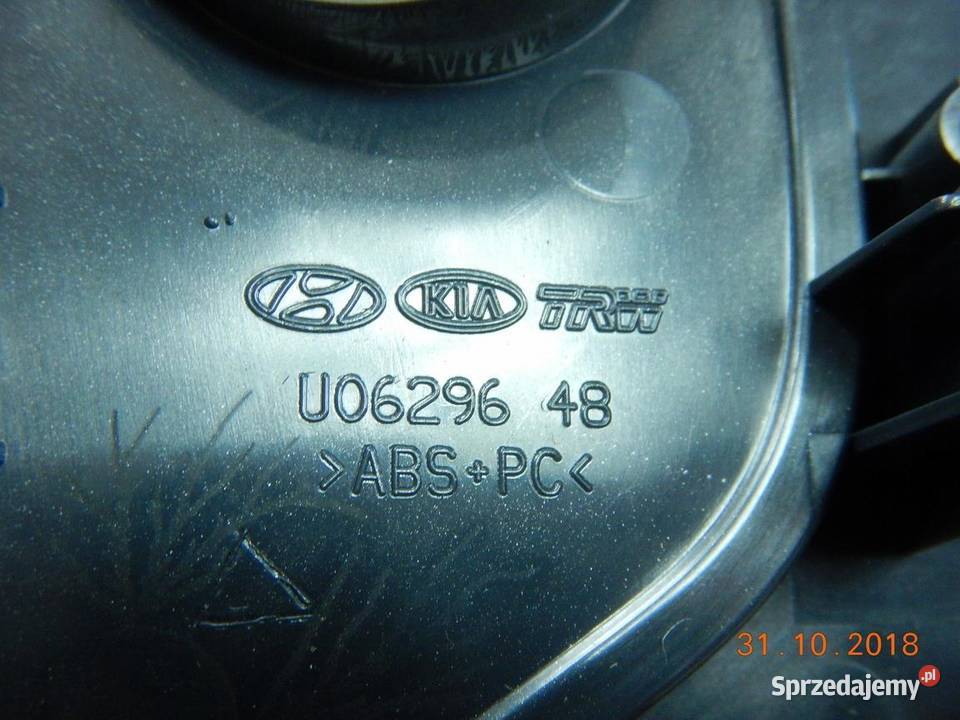 KIA TRW
U06296 48
>ABS+PC<
31.10.2018
Sprzedajemy.pl